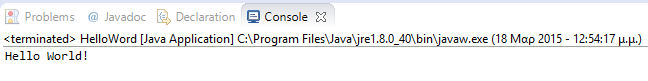 Problems @ Javadoc Declaration Console
<terminated> HelloWord [Java Application] C:\Program Files\Java\jre1.8.0_40\bin\javaw.exe (18 Μαρ 2015 - 12:54:17 μ.μ.)
Hello World!